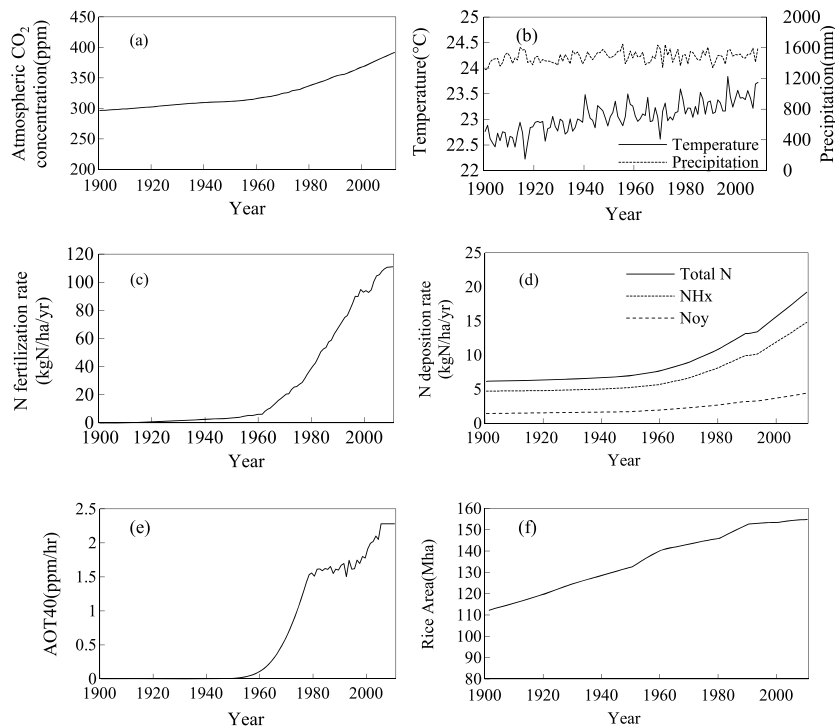 450
400
350
300
250
200
(a)
Atmospheric CO2
concentration(ppm)
1900 1920 1940 1960 1980 2000
Year
25
24.5
24
23.5
23
22.5
22
(b)
Temperature(°C)
2000
1600
1200
800
400
0
Precipitation(mm)
Temperature
Precipitation
1900 1920 1940 1960 1980 2000
Year
120
100
80
60
40
20
0
(c)
N fertilization rate
(kgN/ha/yr)
1900 1920 1940 1960 1980 2000
Year
25
20
15
10
5
0
(d)
N deposition rate
(kgN/ha/yr)
Total N
NHx
Noy
1900 1920 1940 1960 1980 2000
Year
2.5
2
1.5
1
0.5
0
(e)
AOT40(ppm/hr)
1900 1920 1940 1960 1980 2000
Year
160
150
140
130
120
110
100
90
80
(f)
Rice Area(Mha)
1900 1920 1940 1960 1980 2000
Year